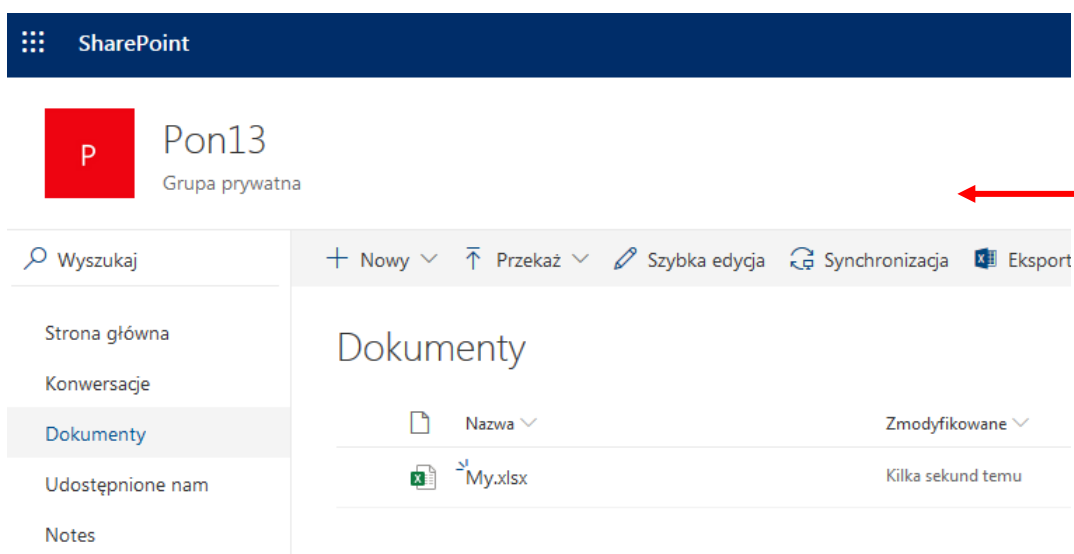 SharePoint
P
Pon13
Grupa prywatna
Wyszukaj
Nowy Przekaż Szybka edycja Synchronizacja Eksport
Strona główna
Konwersacje
Dokumenty
Udostępnione nam
Notes
Dokumenty
Nazwa Zmodyfikowane
My.xlsx Kilka sekund temu